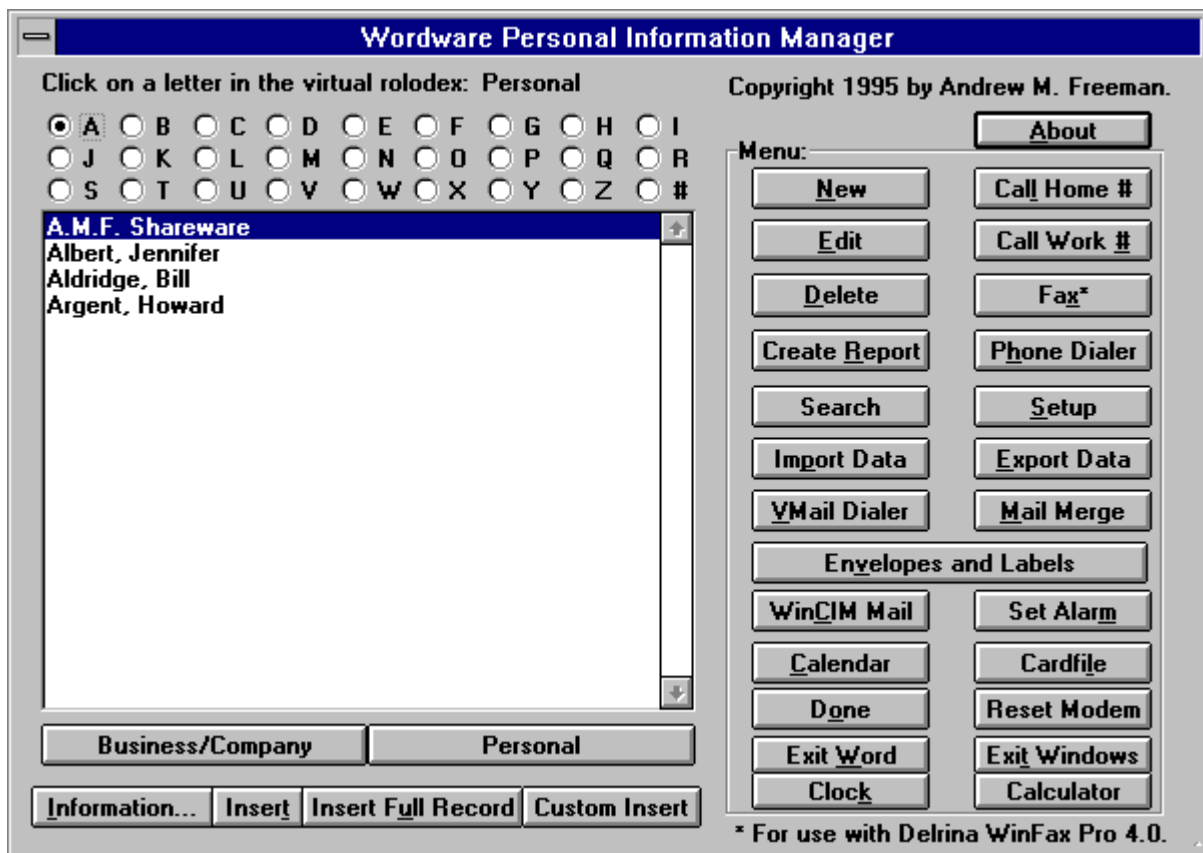 Wordware Personal Information Manager
Click on a letter in the virtual rolodex: Personal
Copyright 1995 by Andrew M. Freeman.
A B C D E F G H I
J K L M N O P Q R
S T U V W X Y Z #
A.M.F. Shareware
Albert, Jennifer
Aldridge, Bill
Argent, Howard
Business/Company Personal
Information... Insert Insert Full Record Custom Insert
About
Menu:
New Call Home #
Edit Call Work #
Delete Fax*
Create Report Phone Dialer
Search Setup
Import Data Export Data
VMail Dialer Mail Merge
Envelopes and Labels
WinCIM Mail Set Alarm
Calendar Cardfile
Done Reset Modem
Exit Word Exit Windows
Clock Calculator
* For use with Delrina WinFax Pro 4.0.